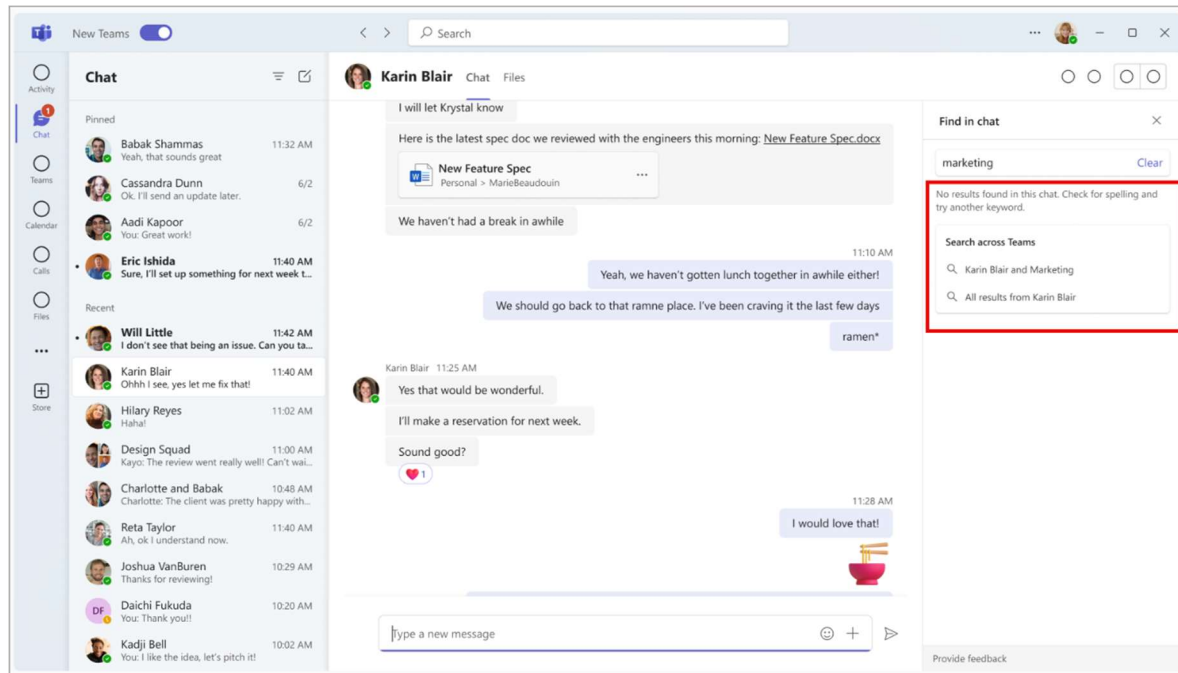 New Teams
Search
Activity
1
Chat
Teams
Calendar
Calls
Files
Store
Chat
Pinned
Babak Shammas 11:32 AM
Yeah, that sounds great
Cassandra Dunn 6/2
Ok. I'll send an update later.
Aadi Kapoor 6/2
You: Great work!
Eric Ishida 11:40 AM
Sure, I'll set up something for next week t...
Recent
Will Little 11:42 AM
I don't see that being an issue. Can you ta...
Karin Blair 11:40 AM
Ohhh I see, yes let me fix that!
Hilary Reyes 11:02 AM
Haha!
Design Squad 11:00 AM
Kayo: The review went really well! Can't wai...
Charlotte and Babak 10:48 AM
Charlotte: The client was pretty happy with...
Reta Taylor 11:40 AM
Ah, ok I understand now.
Joshua VanBuren 10:29 AM
Thanks for reviewing!
DF
Daichi Fukuda 10:20 AM
You: Thank you!!
Kadji Bell 10:02 AM
You: I like the idea, let's pitch it!
Karin Blair Chat Files
I will let Krystal know
Here is the latest spec doc we reviewed with the engineers this morning: New Feature Spec.docx
W
New Feature Spec
Personal > MarieBeaudouin
We haven't had a break in awhile
11:10 AM
Yeah, we haven't gotten lunch together in awhile either!
We should go back to that ramne place. I've been craving it the last few days
ramen*
Karin Blair 11:25 AM
Yes that would be wonderful.
I'll make a reservation for next week.
Sound good?
1
11:28 AM
I would love that!
Type a new message
Find in chat
marketing Clear
No results found in this chat. Check for spelling and
try another keyword.
Search across Teams
Karin Blair and Marketing
All results from Karin Blair
Provide feedback